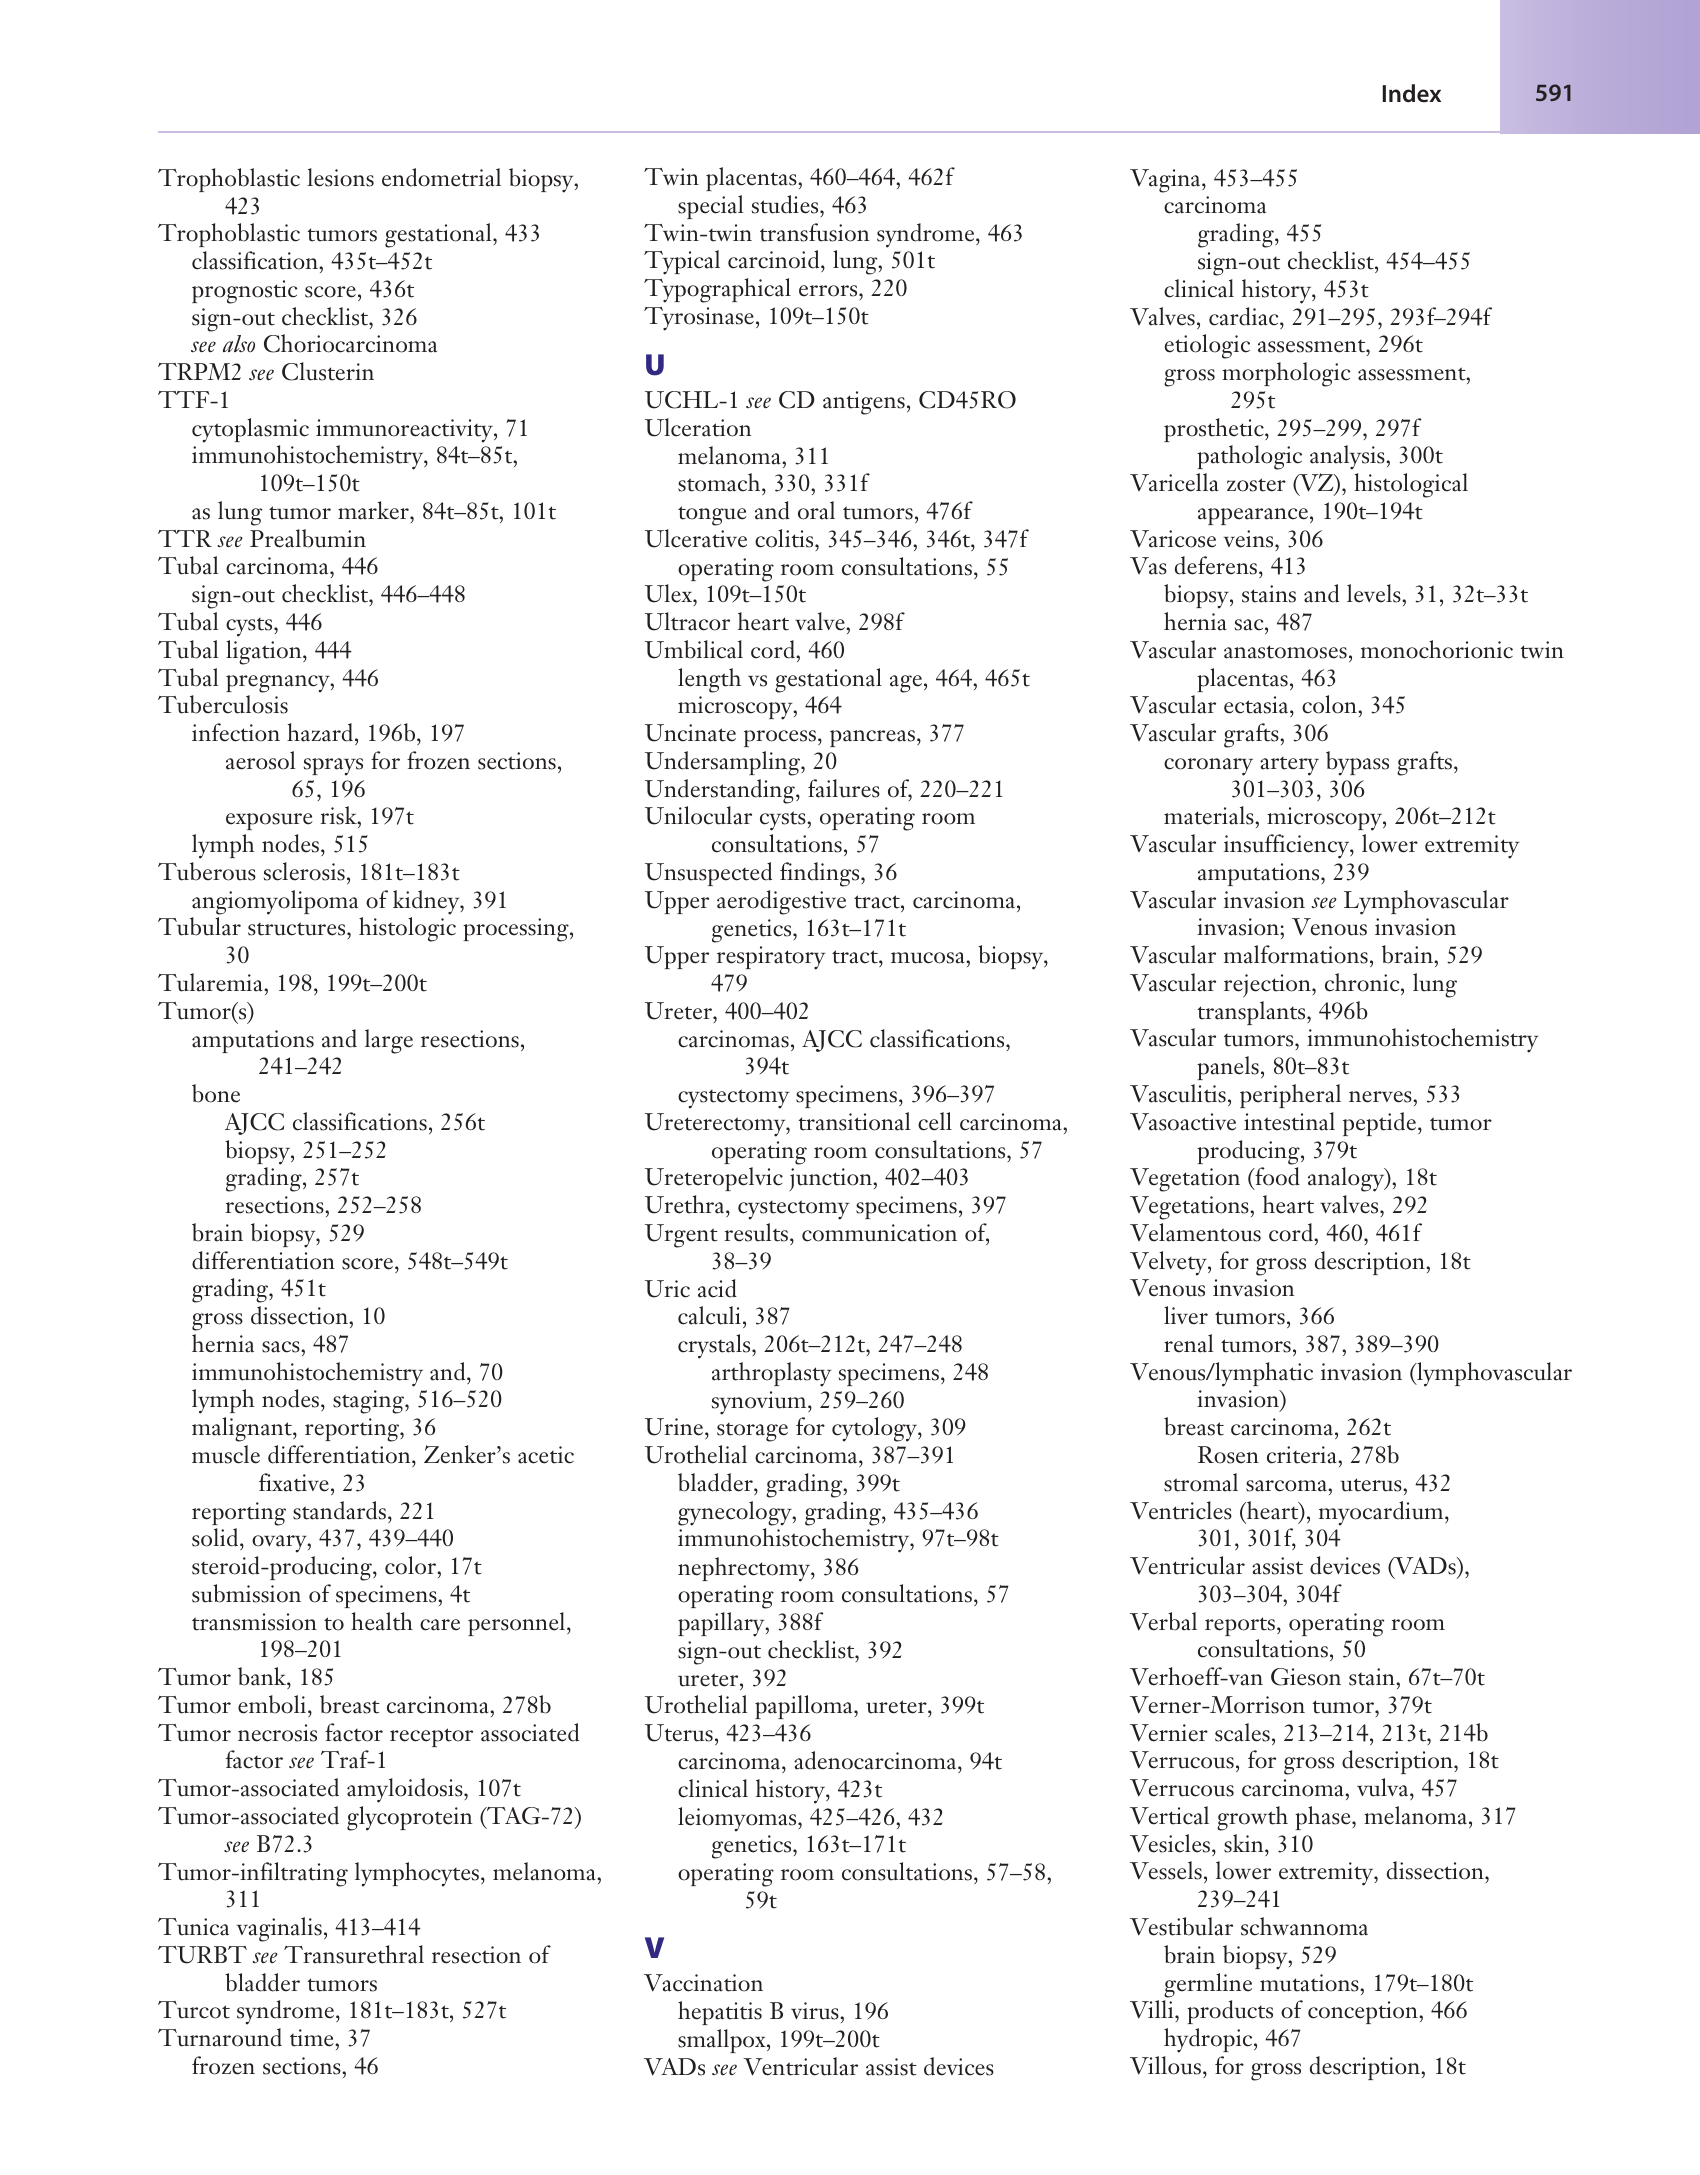 Index 591
Trophoblastic lesions endometrial biopsy,
423
Trophoblastic tumors gestational, 433
classification, 435t–452t
prognostic score, 436t
sign-out checklist, 326
see also Choriocarcinoma
TRPM2 see Clusterin
TTF-1
cytoplasmic immunoreactivity, 71
immunohistochemistry, 84t–85t,
109t–150t
as lung tumor marker, 84t–85t, 101t
TTR see Prealbumin
Tubal carcinoma, 446
sign-out checklist, 446–448
Tubal cysts, 446
Tubal ligation, 444
Tubal pregnancy, 446
Tuberculosis
infection hazard, 196b, 197
aerosol sprays for frozen sections,
65, 196
exposure risk, 197t
lymph nodes, 515
Tuberous sclerosis, 181t–183t
angiomyolipoma of kidney, 391
Tubular structures, histologic processing,
30
Tularemia, 198, 199t–200t
Tumor(s)
amputations and large resections,
241–242
bone
AJCC classifications, 256t
biopsy, 251–252
grading, 257t
resections, 252–258
brain biopsy, 529
differentiation score, 548t–549t
grading, 451t
gross dissection, 10
hernia sacs, 487
immunohistochemistry and, 70
lymph nodes, staging, 516–520
malignant, reporting, 36
muscle differentiation, Zenker's acetic
fixative, 23
reporting standards, 221
solid, ovary, 437, 439–440
steroid-producing, color, 17t
submission of specimens, 4t
transmission to health care personnel,
198–201
Tumor bank, 185
Tumor emboli, breast carcinoma, 278b
Tumor necrosis factor receptor associated
factor see Traf-1
Tumor-associated amyloidosis, 107t
Tumor-associated glycoprotein (TAG-72)
see B72.3
Tumor-infiltrating lymphocytes, melanoma,
311
Tunica vaginalis, 413–414
TURBT see Transurethral resection of
bladder tumors
Turcot syndrome, 181t–183t, 527t
Turnaround time, 37
frozen sections, 46
Twin placentas, 460–464, 462f
special studies, 463
Twin-twin transfusion syndrome, 463
Typical carcinoid, lung, 501t
Typographical errors, 220
Tyrosinase, 109t–150t
U
UCHL-1 see CD antigens, CD45RO
Ulceration
melanoma, 311
stomach, 330, 331f
tongue and oral tumors, 476f
Ulcerative colitis, 345–346, 346t, 347f
operating room consultations, 55
Ulex, 109t–150t
Ultracor heart valve, 298f
Umbilical cord, 460
length vs gestational age, 464, 465t
microscopy, 464
Uncinate process, pancreas, 377
Undersampling, 20
Understanding, failures of, 220–221
Unilocular cysts, operating room
consultations, 57
Unsuspected findings, 36
Upper aerodigestive tract, carcinoma,
genetics, 163t–171t
Upper respiratory tract, mucosa, biopsy,
479
Ureter, 400–402
carcinomas, AJCC classifications,
394t
cystectomy specimens, 396–397
Ureterectomy, transitional cell carcinoma,
operating room consultations, 57
Ureteropelvic junction, 402–403
Urethra, cystectomy specimens, 397
Urgent results, communication of,
38–39
Uric acid
calculi, 387
crystals, 206t–212t, 247–248
arthroplasty specimens, 248
synovium, 259–260
Urine, storage for cytology, 309
Urothelial carcinoma, 387–391
bladder, grading, 399t
gynecology, grading, 435–436
immunohistochemistry, 97t–98t
nephrectomy, 386
operating room consultations, 57
papillary, 388f
sign-out checklist, 392
ureter, 392
Urothelial papilloma, ureter, 399t
Uterus, 423–436
carcinoma, adenocarcinoma, 94t
clinical history, 423t
leiomyomas, 425–426, 432
genetics, 163t–171t
operating room consultations, 57–58,
59t
V
Vaccination
hepatitis B virus, 196
smallpox, 199t–200t
VADs see Ventricular assist devices
Vagina, 453–455
carcinoma
grading, 455
sign-out checklist, 454–455
clinical history, 453t
Valves, cardiac, 291–295, 293f–294f
etiologic assessment, 296t
gross morphologic assessment,
295t
prosthetic, 295–299, 297f
pathologic analysis, 300t
Varicella zoster (VZ), histological
appearance, 190t–194t
Varicose veins, 306
Vas deferens, 413
biopsy, stains and levels, 31, 32t–33t
hernia sac, 487
Vascular anastomoses, monochorionic twin
placentas, 463
Vascular ectasia, colon, 345
Vascular grafts, 306
coronary artery bypass grafts,
301–303, 306
materials, microscopy, 206t–212t
Vascular insufficiency, lower extremity
amputations, 239
Vascular invasion see Lymphovascular
invasion; Venous invasion
Vascular malformations, brain, 529
Vascular rejection, chronic, lung
transplants, 496b
Vascular tumors, immunohistochemistry
panels, 80t–83t
Vasculitis, peripheral nerves, 533
Vasoactive intestinal peptide, tumor
producing, 379t
Vegetation (food analogy), 18t
Vegetations, heart valves, 292
Velamentous cord, 460, 461f
Velvety, for gross description, 18t
Venous invasion
liver tumors, 366
renal tumors, 387, 389–390
Venous/lymphatic invasion (lymphovascular
invasion)
breast carcinoma, 262t
Rosen criteria, 278b
stromal sarcoma, uterus, 432
Ventricles (heart), myocardium,
301, 301f, 304
Ventricular assist devices (VADs),
303–304, 304f
Verbal reports, operating room
consultations, 50
Verhoeff-van Gieson stain, 67t–70t
Verner-Morrison tumor, 379t
Vernier scales, 213–214, 213t, 214b
Verrucous, for gross description, 18t
Verrucous carcinoma, vulva, 457
Vertical growth phase, melanoma, 317
Vesicles, skin, 310
Vessels, lower extremity, dissection,
239–241
Vestibular schwannoma
brain biopsy, 529
germline mutations, 179t–180t
Villi, products of conception, 466
hydropic, 467
Villous, for gross description, 18t